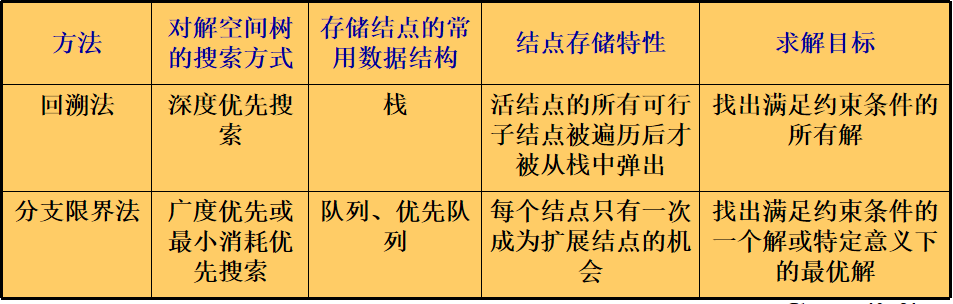 方法
对解空间树
的搜索方式
存储结点的常
用数据结构
结点存储特性
求解目标
回溯法
深度优先搜
索
栈
活结点的所有可行
子结点被遍历后才
被从栈中弹出
找出满足约束条件的
所有解
分支限界法
广度优先或
最小消耗优
先搜索
队列、优先队
列
每个结点只有一次
成为扩展结点的机
会
找出满足约束条件的
一个解或特定意义下
的最优解